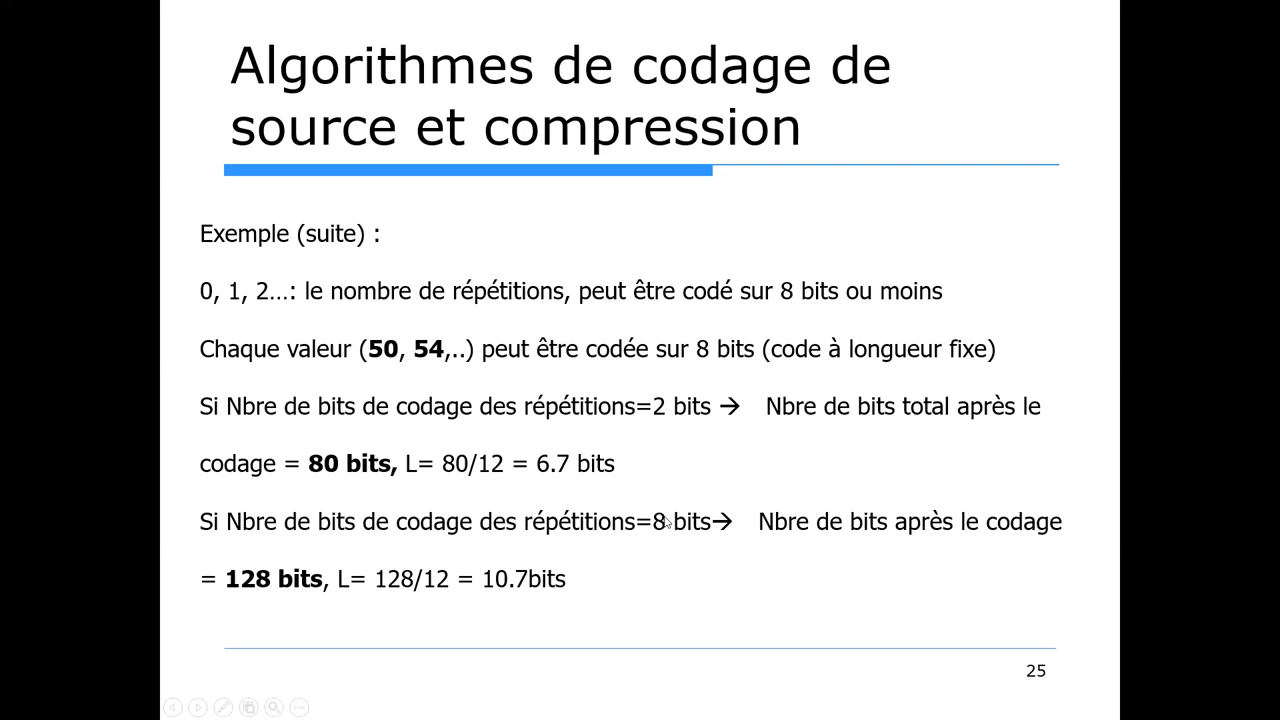 Algorithmes de codage de
source et compression
Exemple (suite) :
0, 1, 2…: le nombre de répétitions, peut être codé sur 8 bits ou moins
Chaque valeur (50, 54,..) peut être codée sur 8 bits (code à longueur fixe)
Si Nbre de bits de codage des répétitions=2 bits → Nbre de bits total après le
codage = 80 bits, L= 80/12 = 6.7 bits
Si Nbre de bits de codage des répétitions=8 bits→ Nbre de bits après le codage
= 128 bits, L= 128/12 = 10.7bits
25